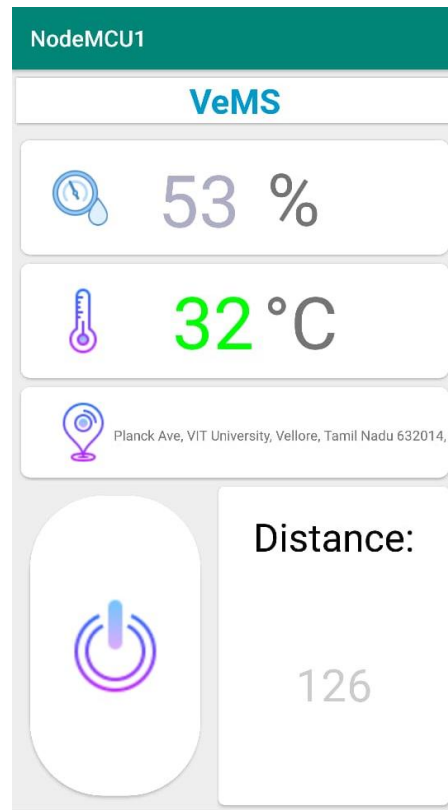 NodeMCU1
VeMS
53 %
32 °C
Planck Ave, VIT University, Vellore, Tamil Nadu 632014,
Distance:
126